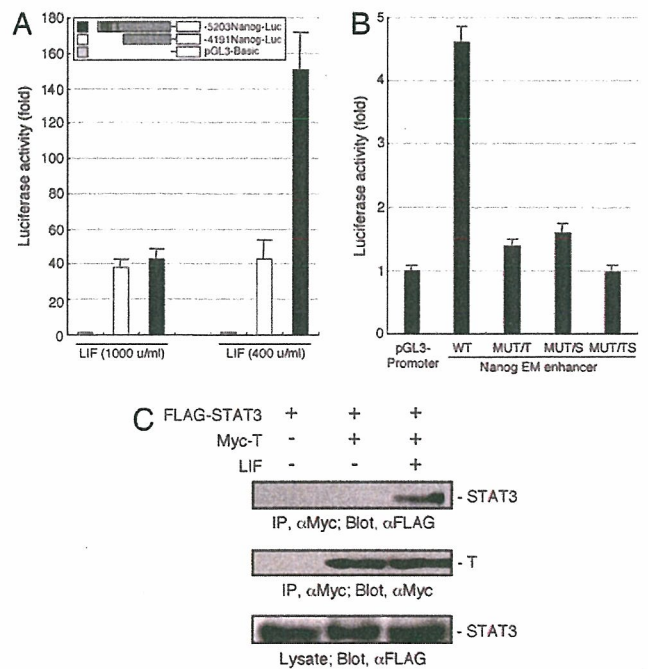 A
-5203Nanog-Luc
-4191Nanog-Luc
pGL3-Basic
Luciferase activity (fold)
180
160
140
120
100
80
60
40
20
0
LIF (1000 u/ml)
LIF (400 u/ml)
B
Luciferase activity (fold)
5
4
3
2
1
0
pGL3-Promoter
WT
MUT/T
MUT/S
MUT/TS
Nanog EM enhancer
C
FLAG-STAT3 + + +
Myc-T - + +
LIF - - +
- STAT3
IP, αMyc; Blot, αFLAG
- T
IP, αMyc; Blot, αMyc
- STAT3
Lysate; Blot, αFLAG